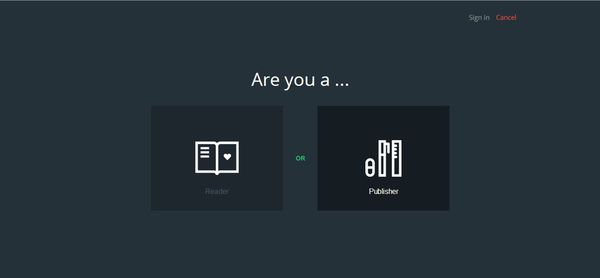 Sign In Cancel
Are you a ...
OR
Reader
Publisher